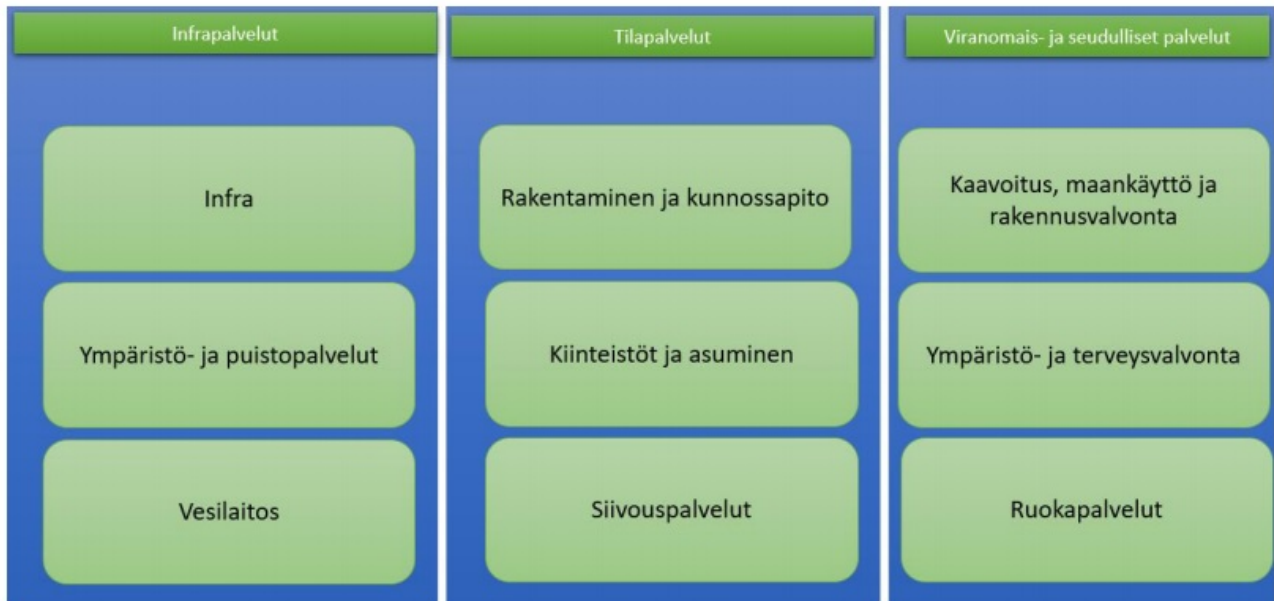 Infrapalvelut
Infra
Ympäristö- ja puistopalvelut
Vesilaitos
Tilapalvelut
Rakentaminen ja kunnossapito
Kiinteistöt ja asuminen
Siivouspalvelut
Viranomais- ja seudulliset palvelut
Kaavoitus, maankäyttö ja
rakennusvalvonta
Ympäristö- ja terveysvalvonta
Ruokapalvelut